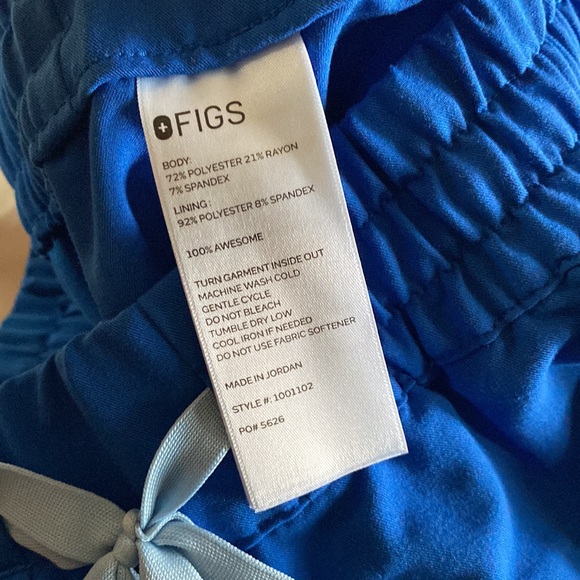 FIGS
BODY:
72% POLYESTER 21% RAYON
7% SPANDEX
LINING:
92% POLYESTER 8% SPANDEX
100% AWESOME
TURN GARMENT INSIDE OUT
MACHINE WASH COLD
GENTLE CYCLE
DO NOT BLEACH
TUMBLE DRY LOW
COOL IRON IF NEEDED
DO NOT USE FABRIC SOFTENER
MADE IN JORDAN
STYLE #: 1001102
PO# 5626